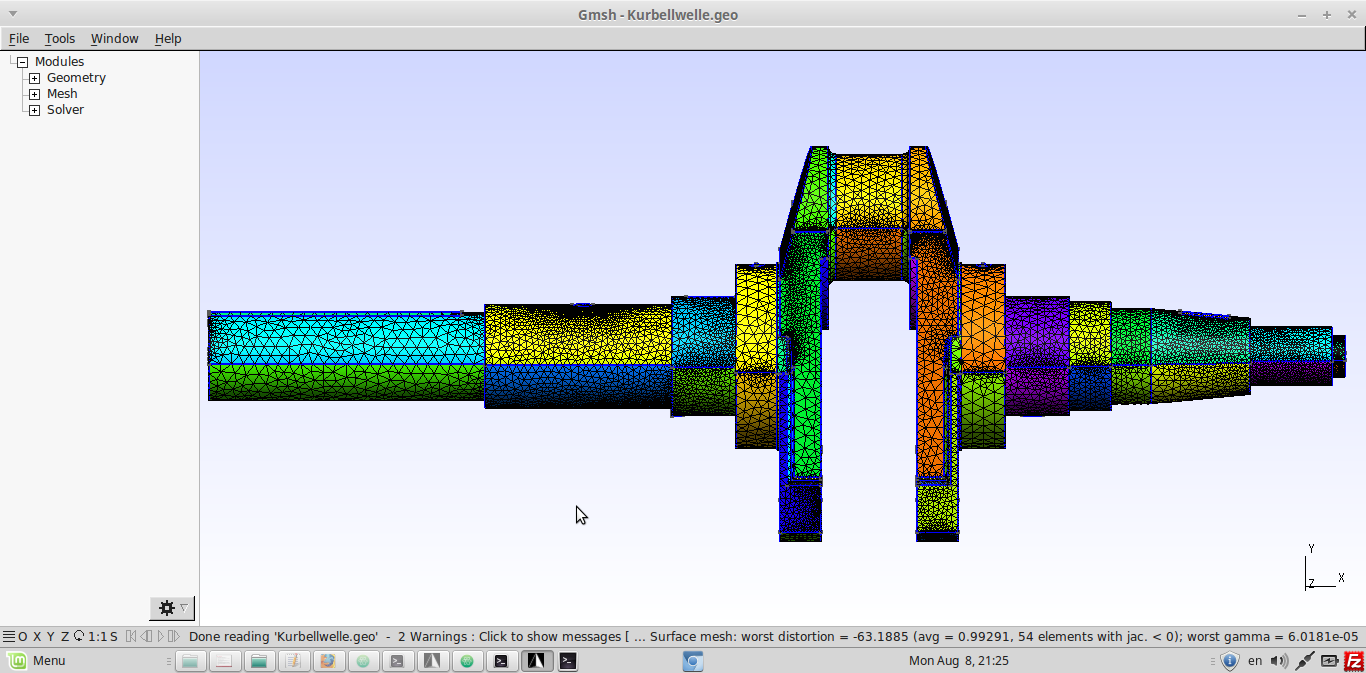 Gmsh - Kurbellwelle.geo
File Tools Window Help
Modules
Geometry
Mesh
Solver
Y
Z X
O X Y Z 1:1 S Done reading 'Kurbellwelle.geo' - 2 Warnings : Click to show messages [ ... Surface mesh: worst distortion = -63.1885 (avg = 0.99291, 54 elements with jac. < 0); worst gamma = 6.0181e-05
Menu en Mon Aug 8, 21:25